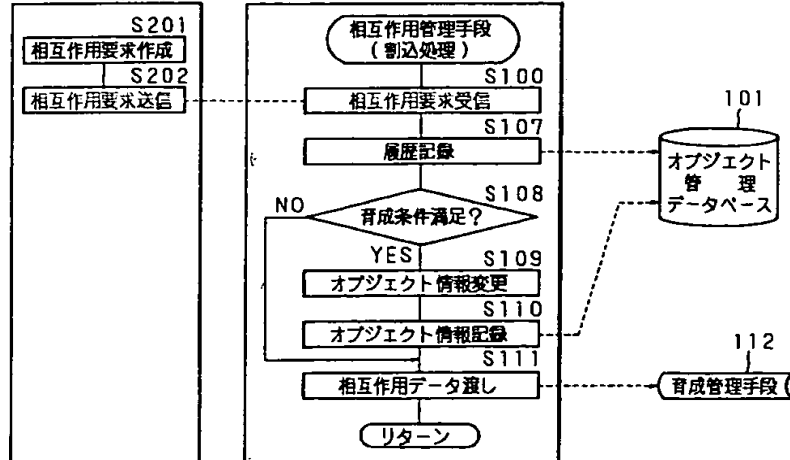 S201
相互作用要求作成
S202
相互作用要求送信
相互作用管理手段
(割込処理)
S100
相互作用要求受信
S107
履歴記録
S108
育成条件満足?
NO
YES
S109
オブジェクト情報変更
S110
オブジェクト情報記録
S111
相互作用データ渡し
リターン
101
オブジェクト
管 理
データベース
112
育成管理手段